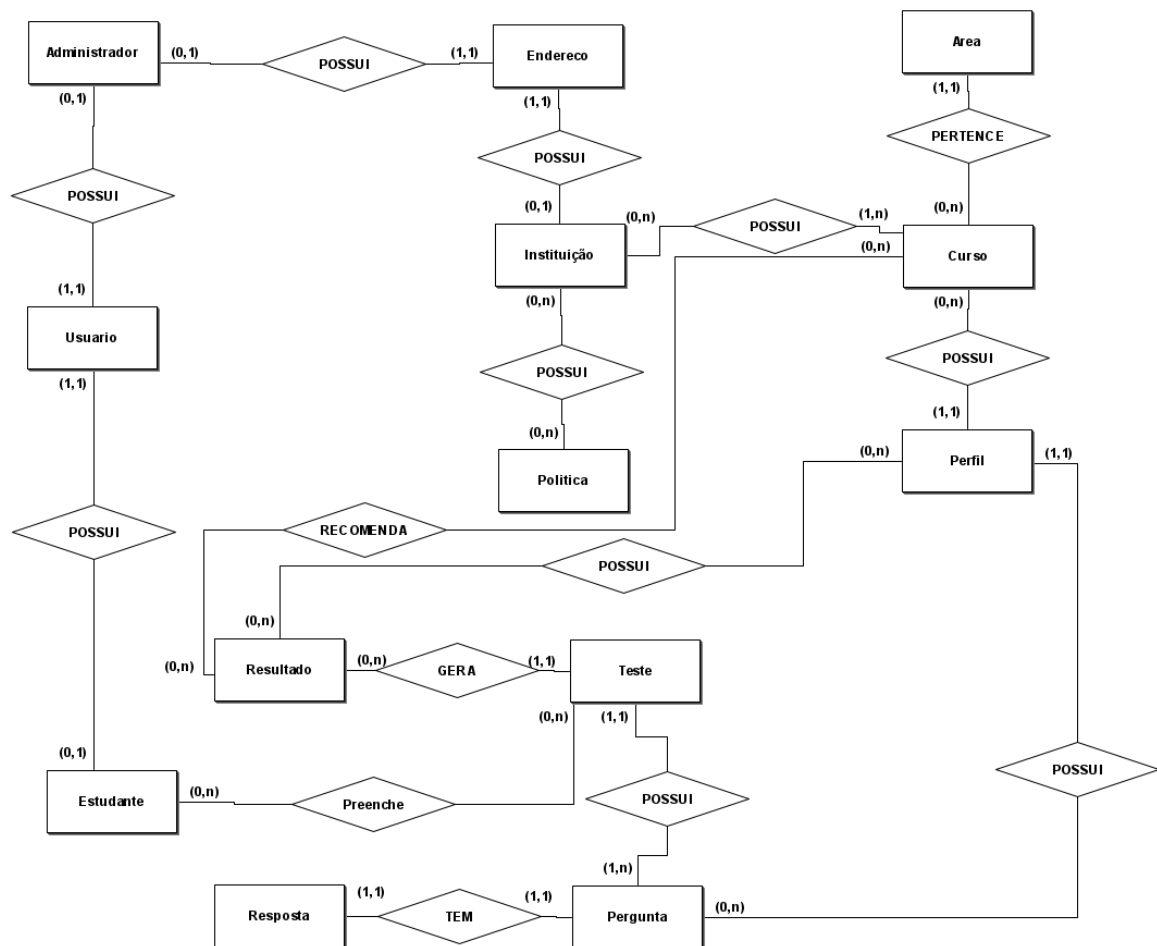 Administrador
(0,1)
POSSUI
(1,1)
Endereco
Area
(0,1)
(1,1)
(1,1)
POSSUI
PERTENCE
POSSUI
(0,1)
(0,n)
(1,n)
(0,n)
POSSUI
Instituição
(0,n)
Curso
(1,1)
(0,n)
(0,n)
Usuario
(1,1)
POSSUI
POSSUI
(0,n)
(1,1)
Politica
(0,n)
Perfil
(1,1)
POSSUI
RECOMENDA
POSSUI
(0,n)
(0,n)
Resultado
(0,n)
GERA
(1,1)
Teste
(0,n)
(1,1)
(0,1)
POSSUI
Estudante
(0,n)
Preenche
POSSUI
(1,n)
(1,1)
(1,1)
Resposta
TEM
Pergunta
(0,n)